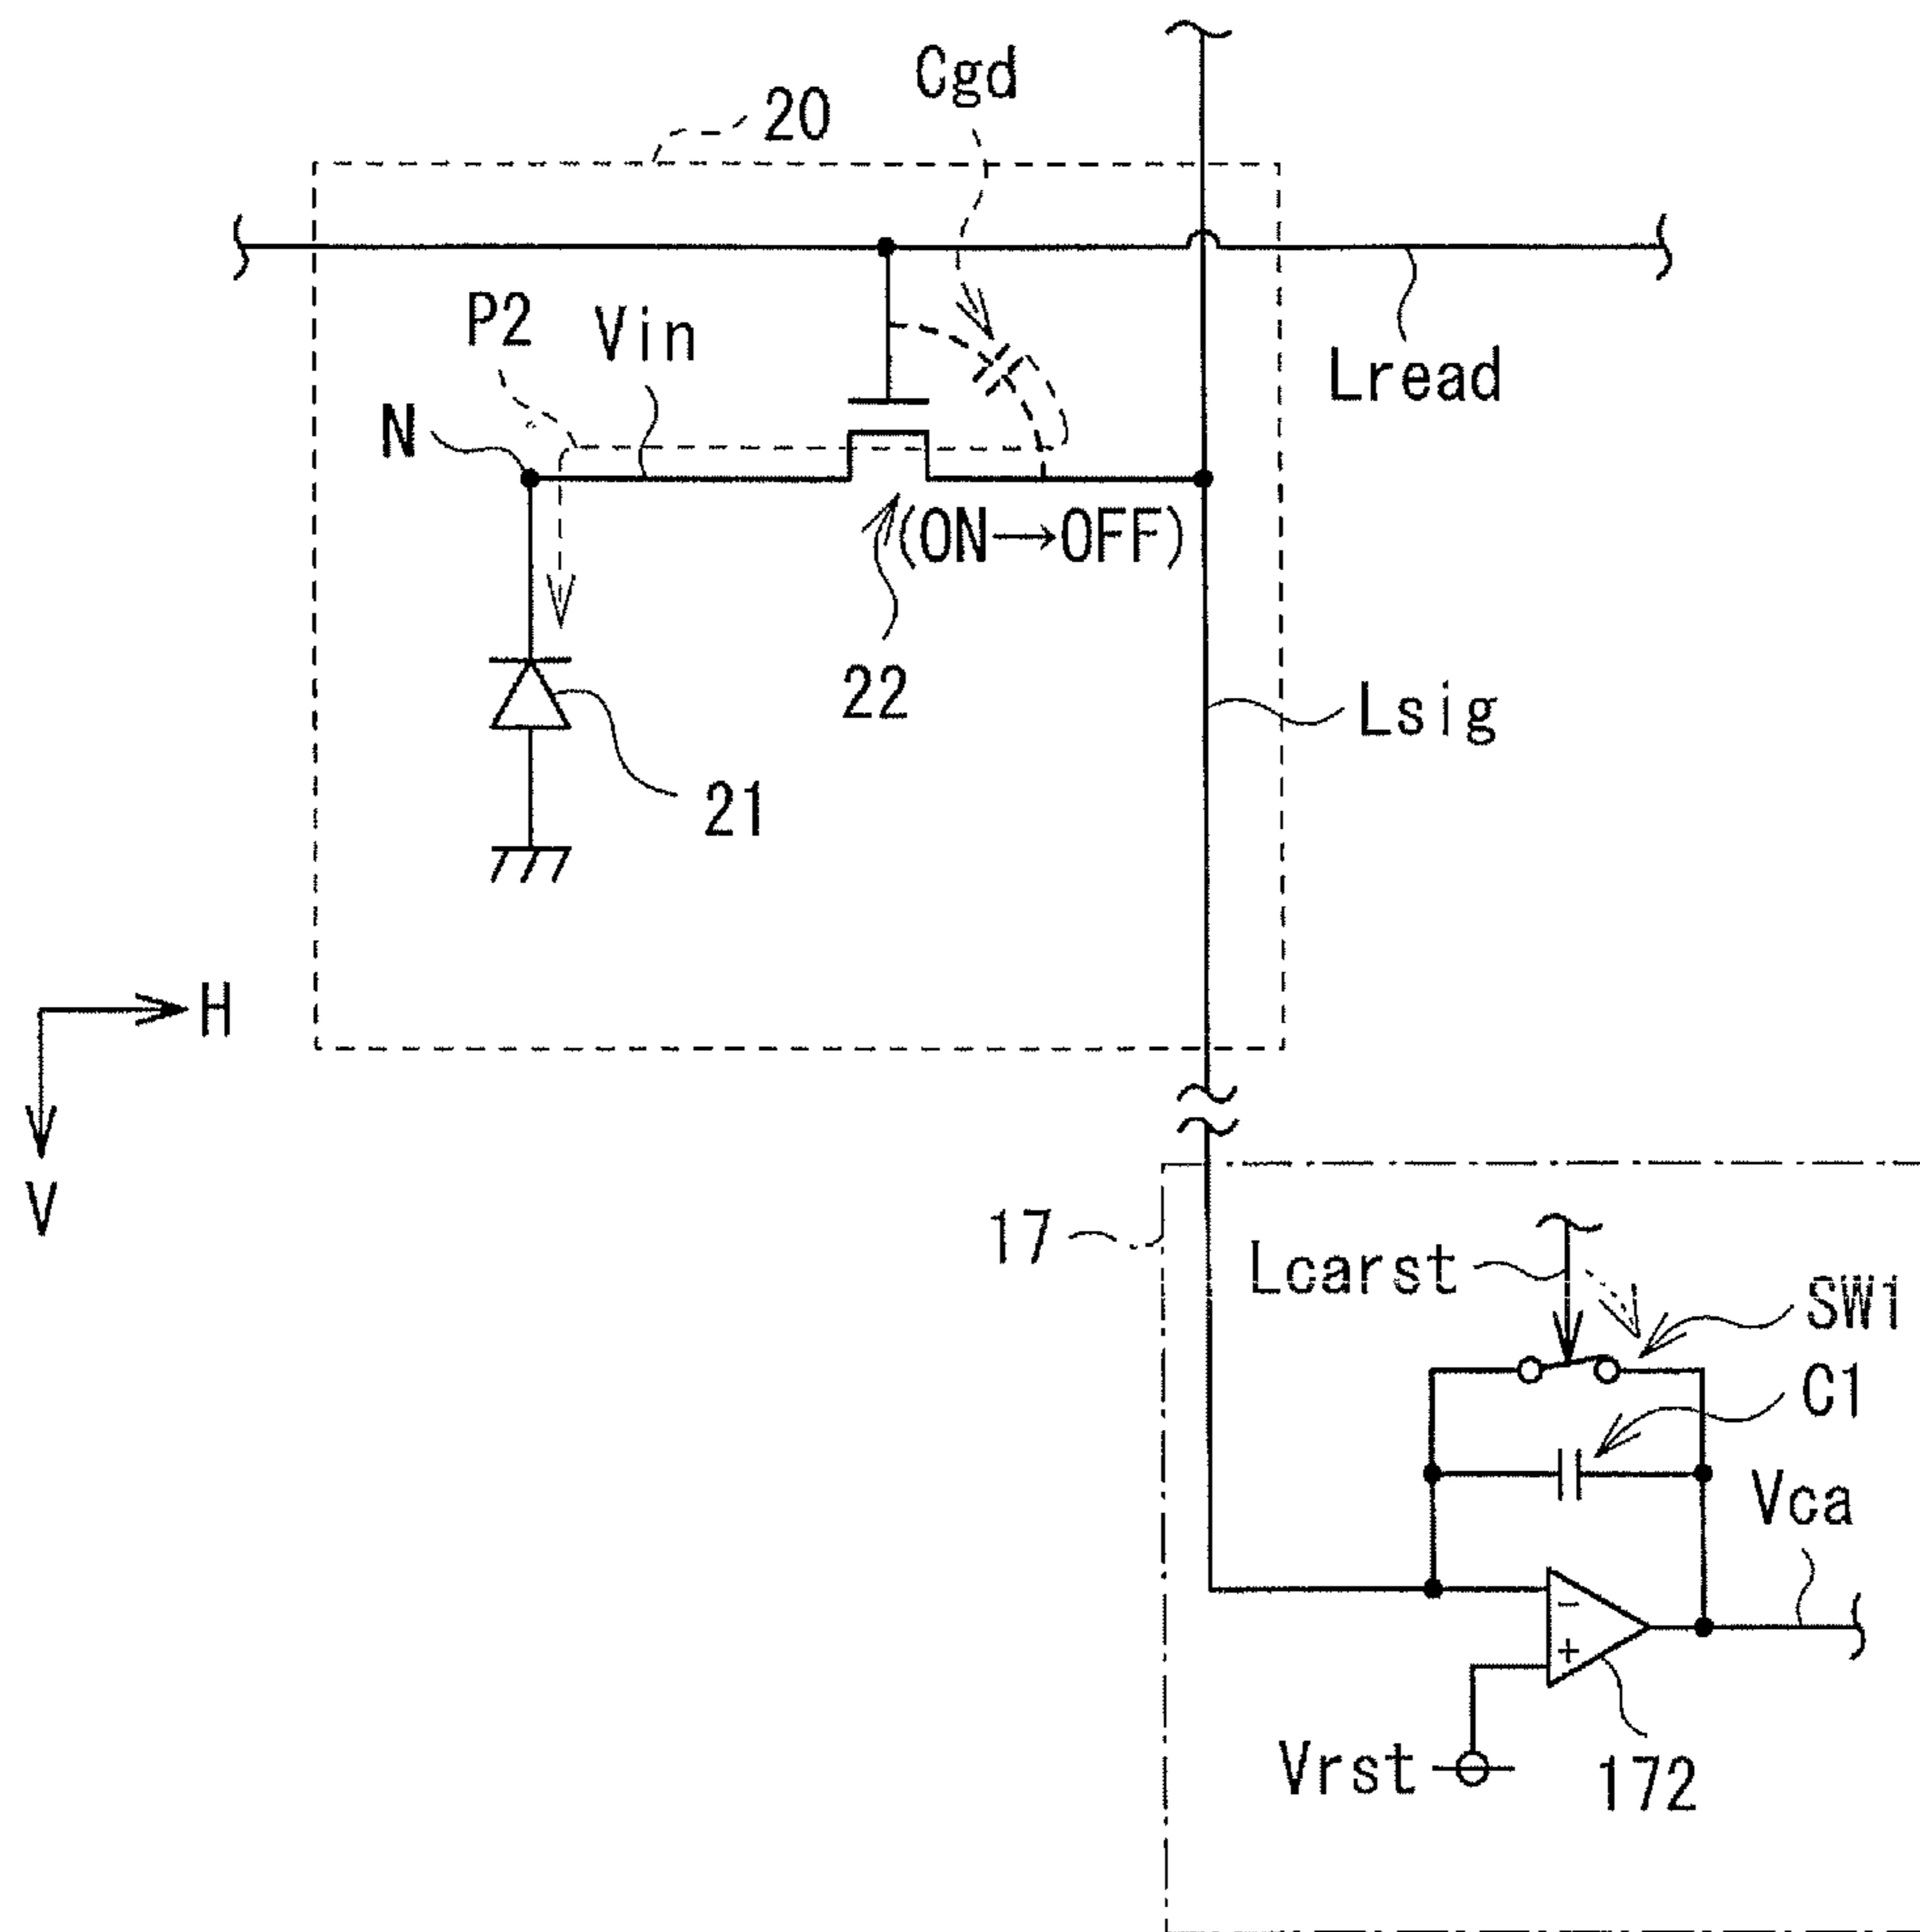 Cgd
20
P2
Vin
Lread
N
(ON→OFF)
22
Lsig
21
H
V
17
Lcarst
SW1
C1
Vca
−
+
Vrst
172